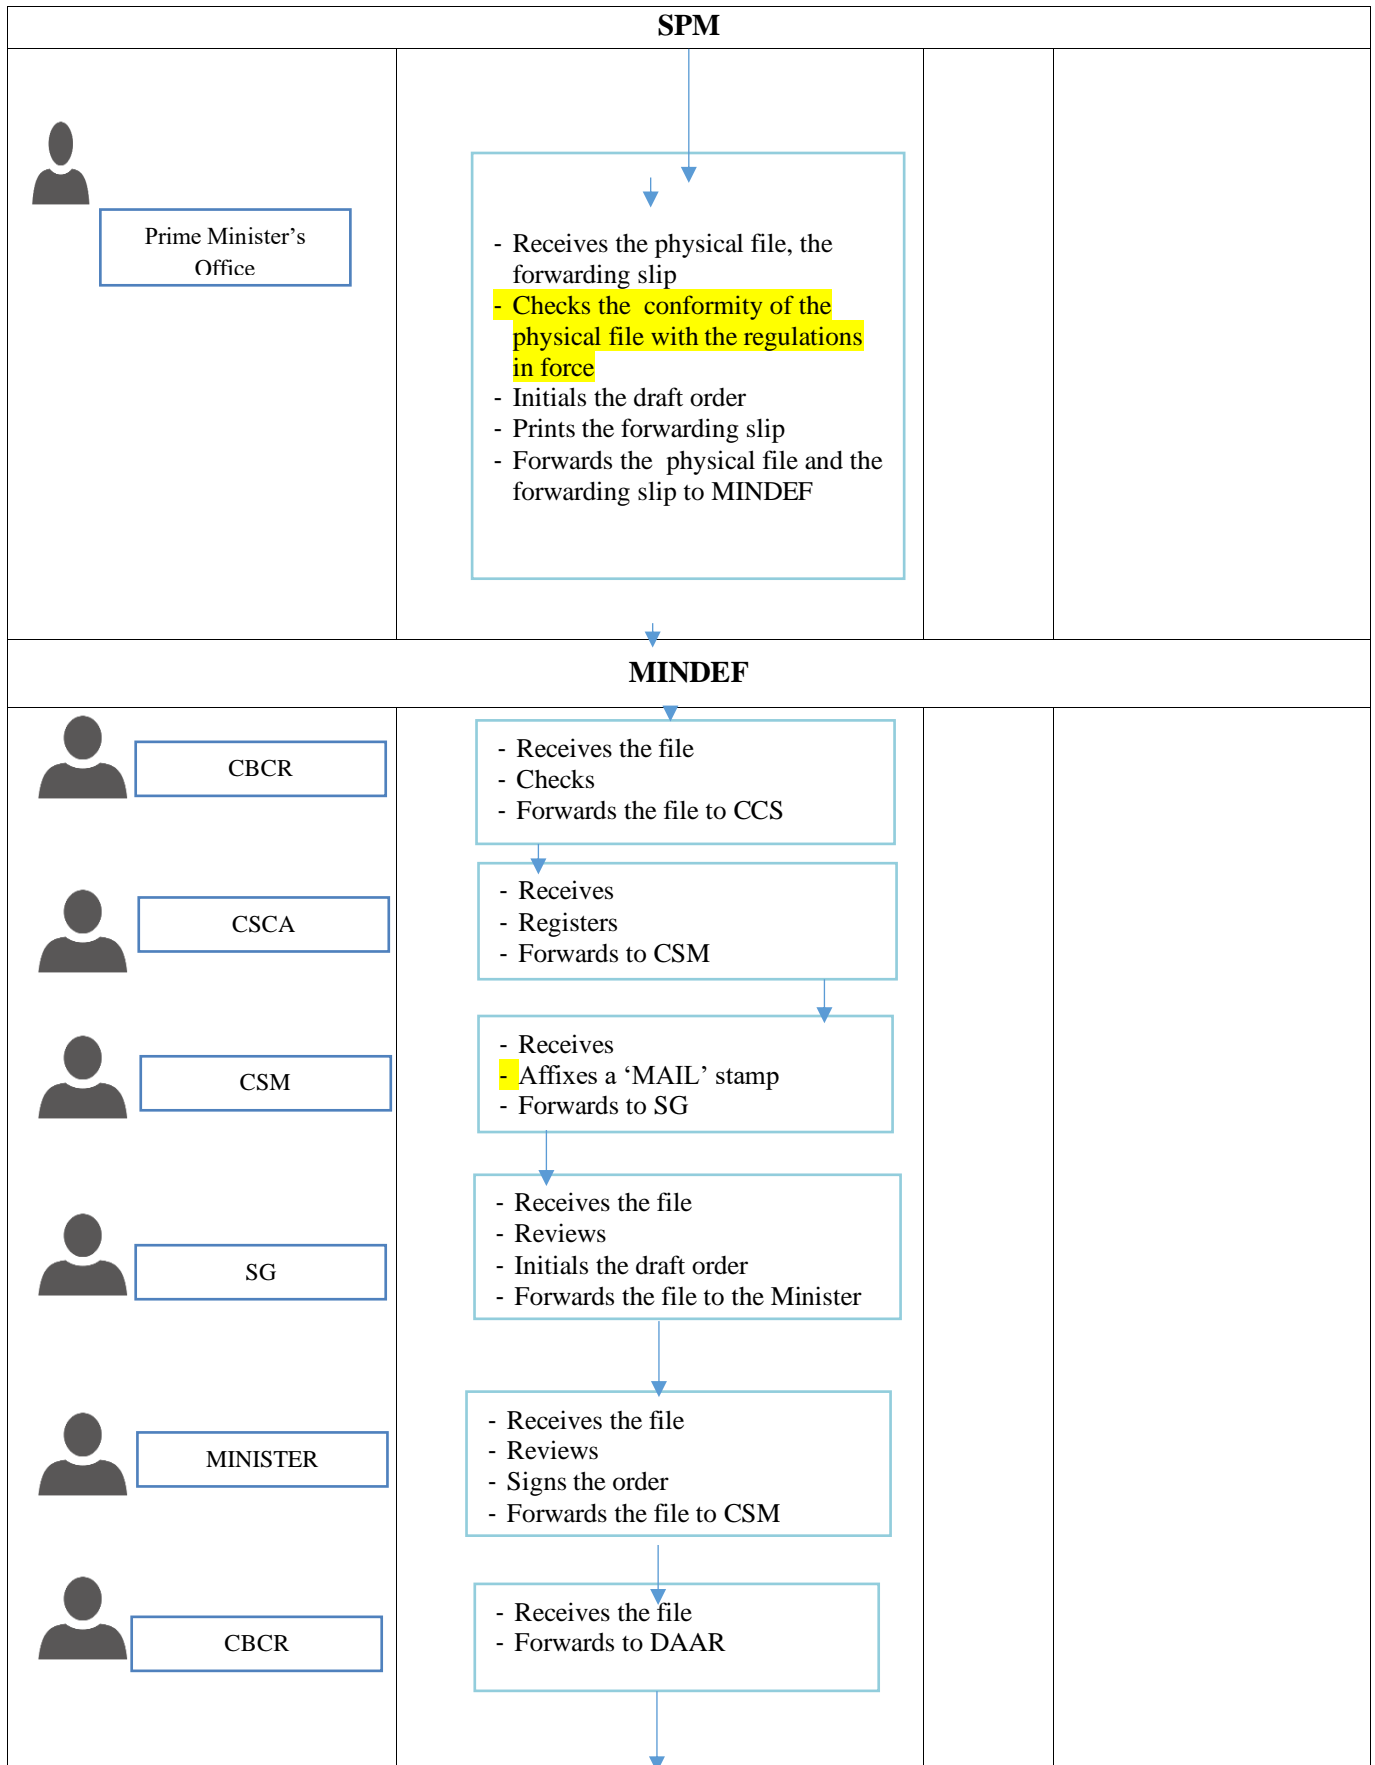 SPM
Prime Minister’s
Office
- Receives the physical file, the
forwarding slip
- Checks the conformity of the
physical file with the regulations
in force
- Initials the draft order
- Prints the forwarding slip
- Forwards the physical file and the
forwarding slip to MINDEF
MINDEF
CBCR
- Receives the file
- Checks
- Forwards the file to CCS
CSCA
- Receives
- Registers
- Forwards to CSM
CSM
- Receives
- Affixes a ‘MAIL’ stamp
- Forwards to SG
SG
- Receives the file
- Reviews
- Initials the draft order
- Forwards the file to the Minister
MINISTER
- Receives the file
- Reviews
- Signs the order
- Forwards the file to CSM
CBCR
- Receives the file
- Forwards to DAAR